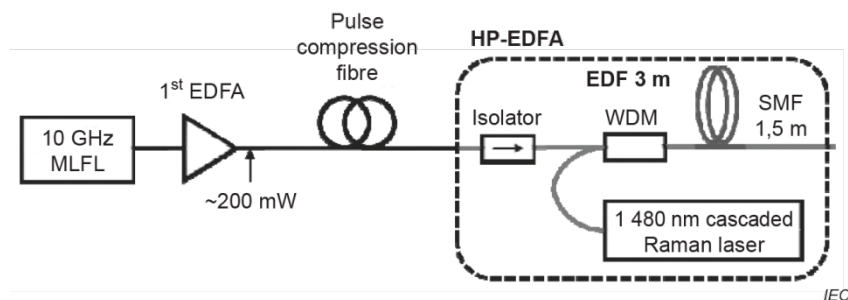 Pulse
compression
fibre
HP-EDFA
1st EDFA
EDF 3 m
10 GHz
MLFL
~200 mW
Isolator
WDM
SMF
1,5 m
1 480 nm cascaded
Raman laser
IEC